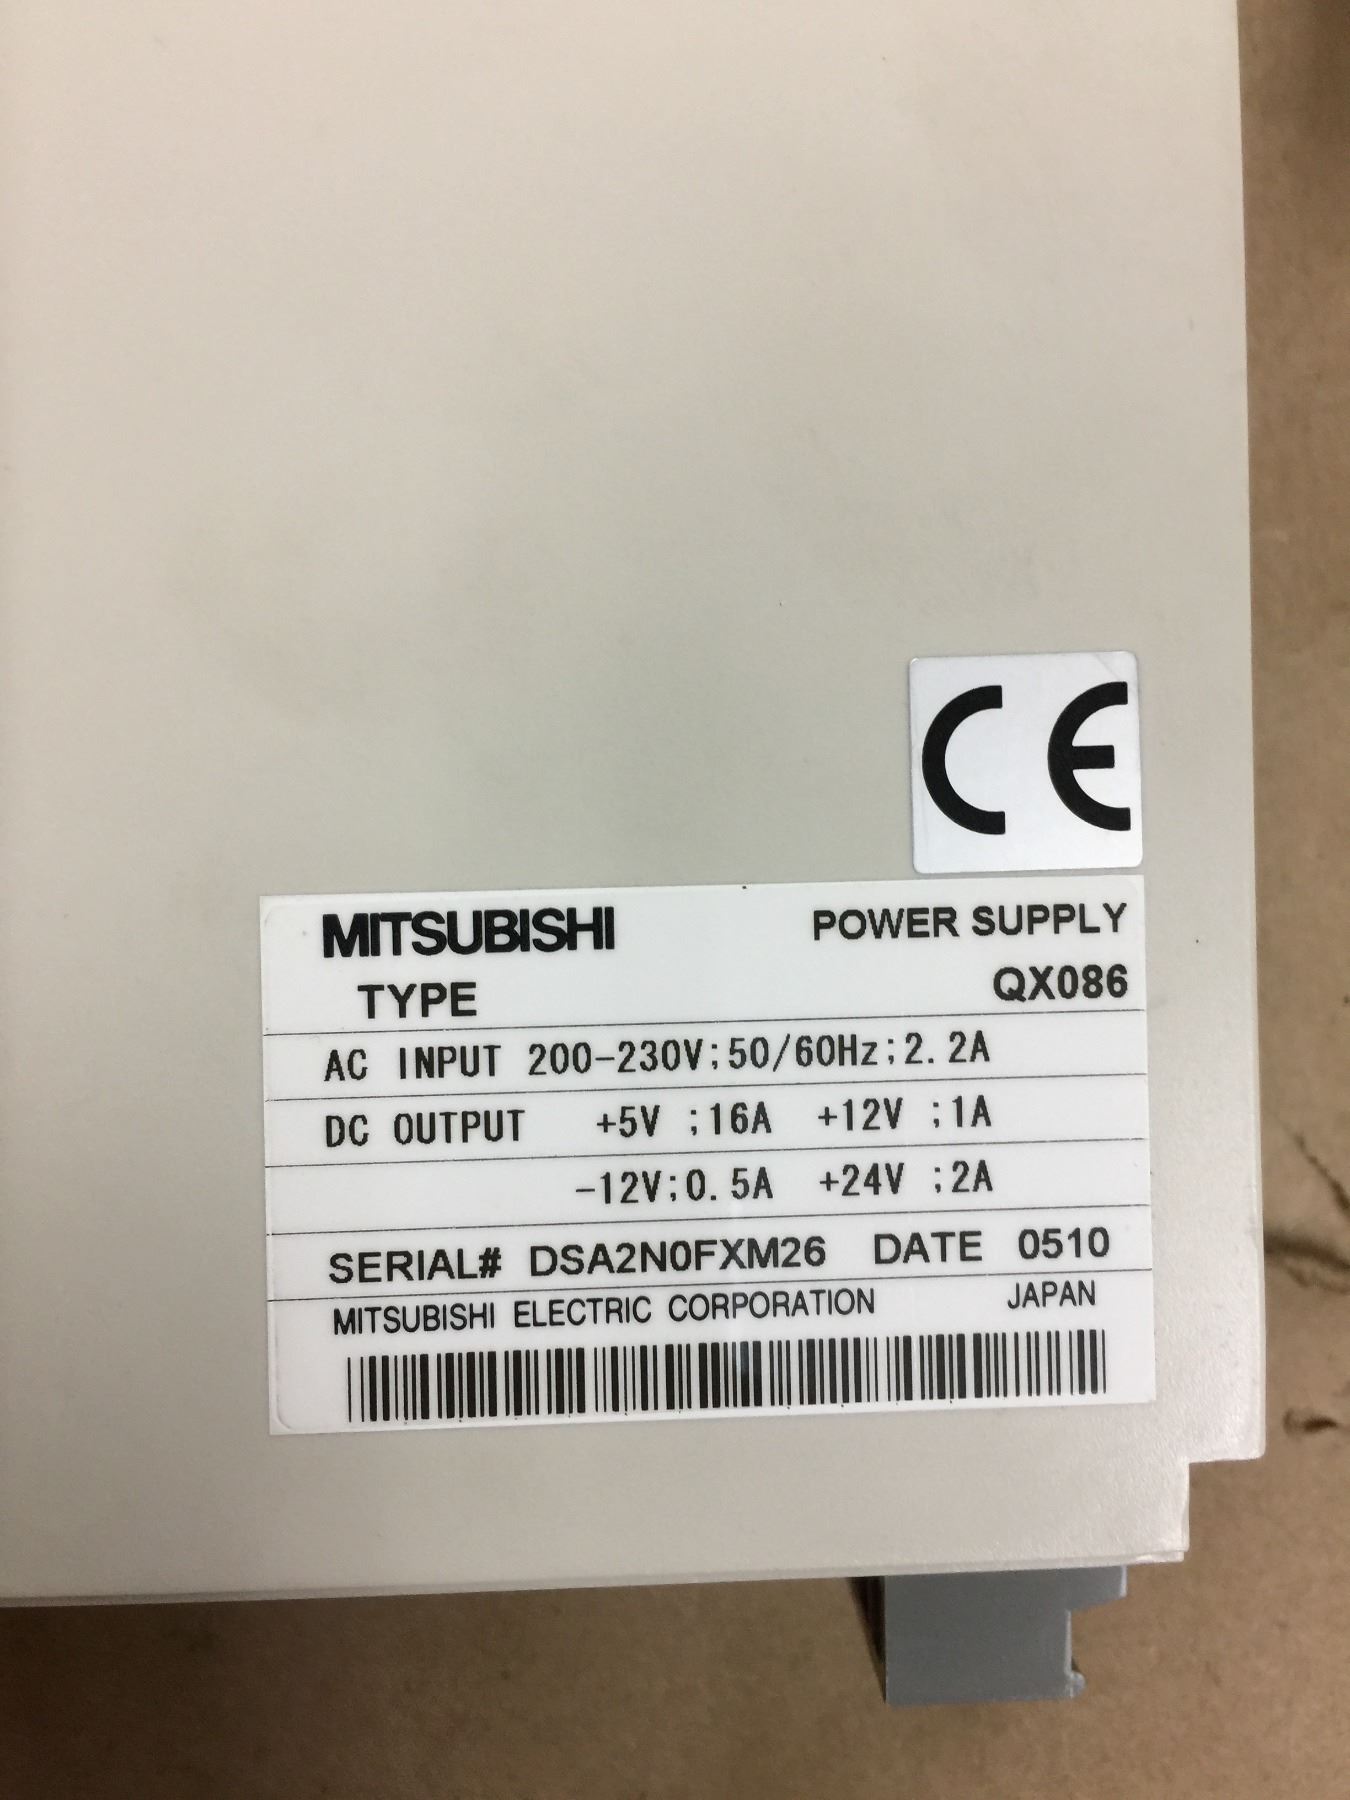 CE
MITSUBISHI POWER SUPPLY
TYPE QX086
AC INPUT 200-230V;50/60Hz;2.2A
DC OUTPUT +5V ;16A +12V ;1A
-12V;0.5A +24V ;2A
SERIAL# DSA2N0FXM26 DATE 0510
MITSUBISHI ELECTRIC CORPORATION JAPAN